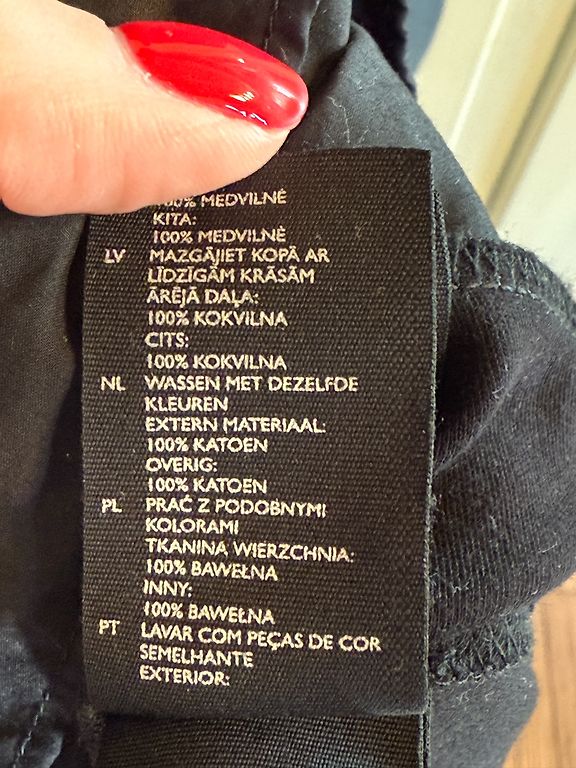 MEDVILNĖ
KITA:
100% MEDVILNĖ
LV MAZGĀJIET KOPĀ AR
LĪDZĪGĀM KRĀSĀM
ĀRĒJĀ DAĻA:
100% KOKVILNA
CITS:
100% KOKVILNA
NL WASSEN MET DEZELFDE
KLEUREN
EXTERN MATERIAAL:
100% KATOEN
OVERIG:
100% KATOEN
PL PRAĆ Z PODOBNYMI
KOLORAMI
TKANINA WIERZCHNIA:
100% BAWEŁNA
INNY:
100% BAWEŁNA
PT LAVAR COM PEÇAS DE COR
SEMELHANTE
EXTERIOR: